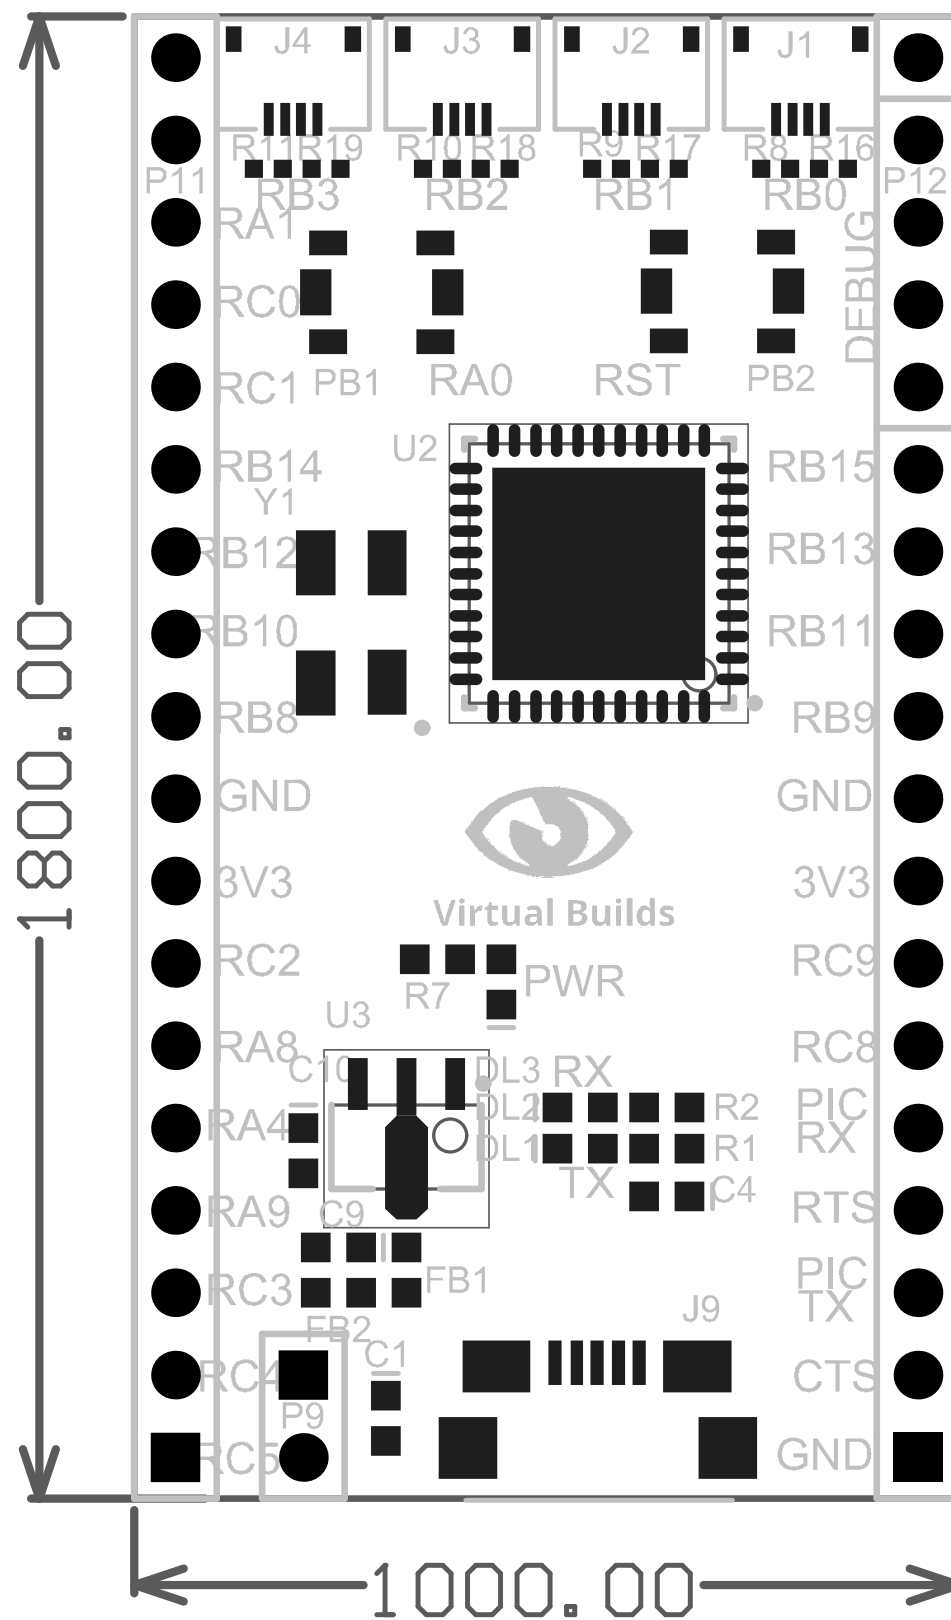 J4 J3 J2 J1
R11 R19 R10 R18 R9 R17 R8 R16
P11 RB3 RB2 RB1 RB0 P12
RA1
DEBUG
RC0
RC1 PB1 RA0 RST PB2
U2
RB14 RB15
Y1
RB12 RB13
RB10 RB11
RB8 RB9
1800.00
GND GND
3V3 3V3
Virtual Builds
RC2 RC9
R7 PWR
U3
RA8 RC8
C10 DL3 RX
DL2 R2 PIC
RA4 RX
DL1 R1
TX C4
RA9 C9 RTS
RC3 FB1 PIC
TX
J9
FB2 C1
RC4 CTS
P9
RC5 GND
1000.00